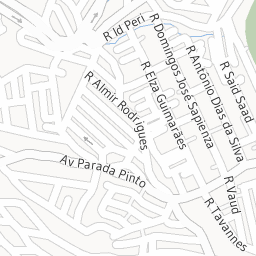 R Id Peri
R Domingos José Sapienza
R Antônio Dias da Silva
R Said Saad
R Elza Guimarães
R Almir Rodrigues
Av Parada Pinto
R Vaud
R Tavannes